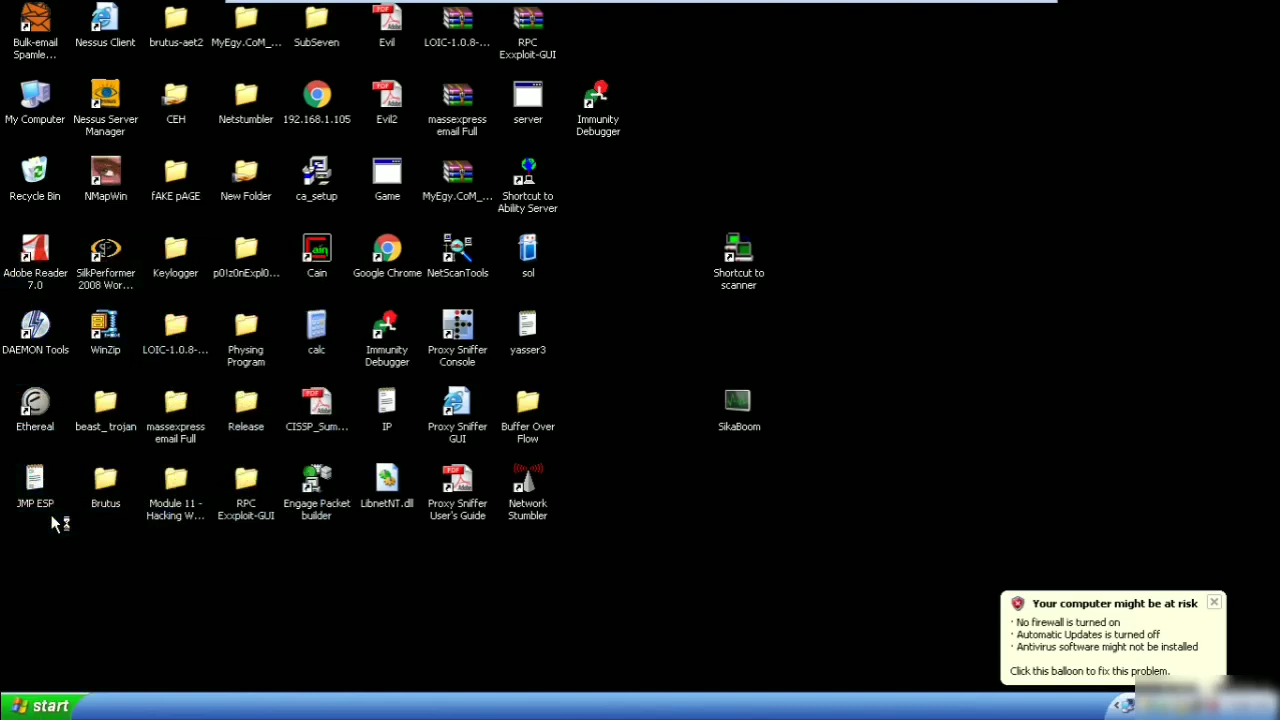 Bulk-email
Spamle...
Nessus Client
brutus-aet2
MyEgy.CoM_...
SubSeven
Evil
LOIC-1.0.8-...
RPC
Exxploit-GUI
My Computer
Nessus Server
Manager
CEH
Netstumbler
192.168.1.105
Evil2
massexpress
email Full
server
Immunity
Debugger
Recycle Bin
NMapWin
fAKE pAGE
New Folder
ca_setup
Game
MyEgy.CoM_...
Shortcut to
Ability Server
Adobe Reader
7.0
SilkPerformer
2008 Wor...
Keylogger
p0!z0nExpl0...
Cain
Google Chrome
NetScanTools
sol
Shortcut to
scanner
DAEMON Tools
WinZip
LOIC-1.0.8-...
Physing
Program
calc
Immunity
Debugger
Proxy Sniffer
Console
yasser3
Ethereal
beast_trojan
massexpress
email Full
Release
CISSP_Sum...
IP
Proxy Sniffer
GUI
Buffer Over
Flow
SikaBoom
JMP ESP
Brutus
Module 11 -
Hacking W...
RPC
Exxploit-GUI
Engage Packet
builder
LibnetNT.dll
Proxy Sniffer
User's Guide
Network
Stumbler
Your computer might be at risk
· No firewall is turned on
· Automatic Updates is turned off
· Antivirus software might not be installed
Click this balloon to fix this problem.
start